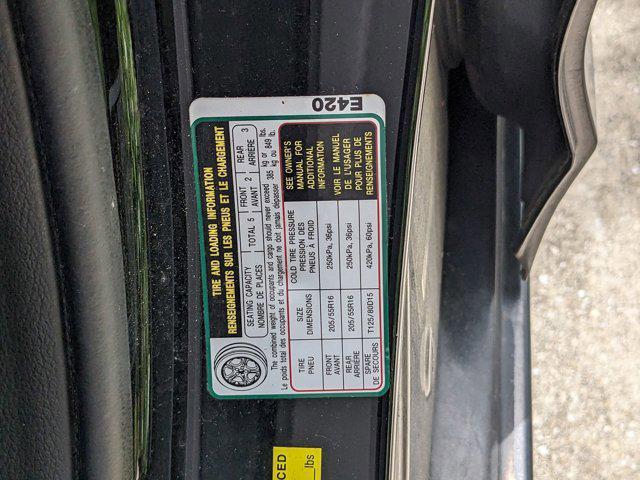 E420
TIRE AND LOADING INFORMATION
RENSEIGNEMENTS SUR LES PNEUS ET LE CHARGEMENT
SEATING CAPACITY TOTAL 5 FRONT 2 REAR 3
NOMBRE DE PLACES AVANT ARRIÈRE
The combined weight of occupants and cargo should never exceed 385 kg or 849 lbs.
Le poids total des occupants et du chargement ne doit jamais dépasser 385 kg ou 849 lb.
TIRE SIZE COLD TIRE PRESSURE
PNEU DIMENSIONS PRESSION DES
PNEUS A FROID
FRONT 205/55R16 250kPa, 36psi
AVANT
REAR 205/55R16 250kPa, 36psi
ARRIÈRE
SPARE T125/80D15 420kPa, 60psi
DE SECOURS
SEE OWNER'S
MANUAL FOR
ADDITIONAL
INFORMATION
VOIR LE MANUEL
DE L'USAGER
POUR PLUS DE
RENSEIGNEMENTS
CED
lbs